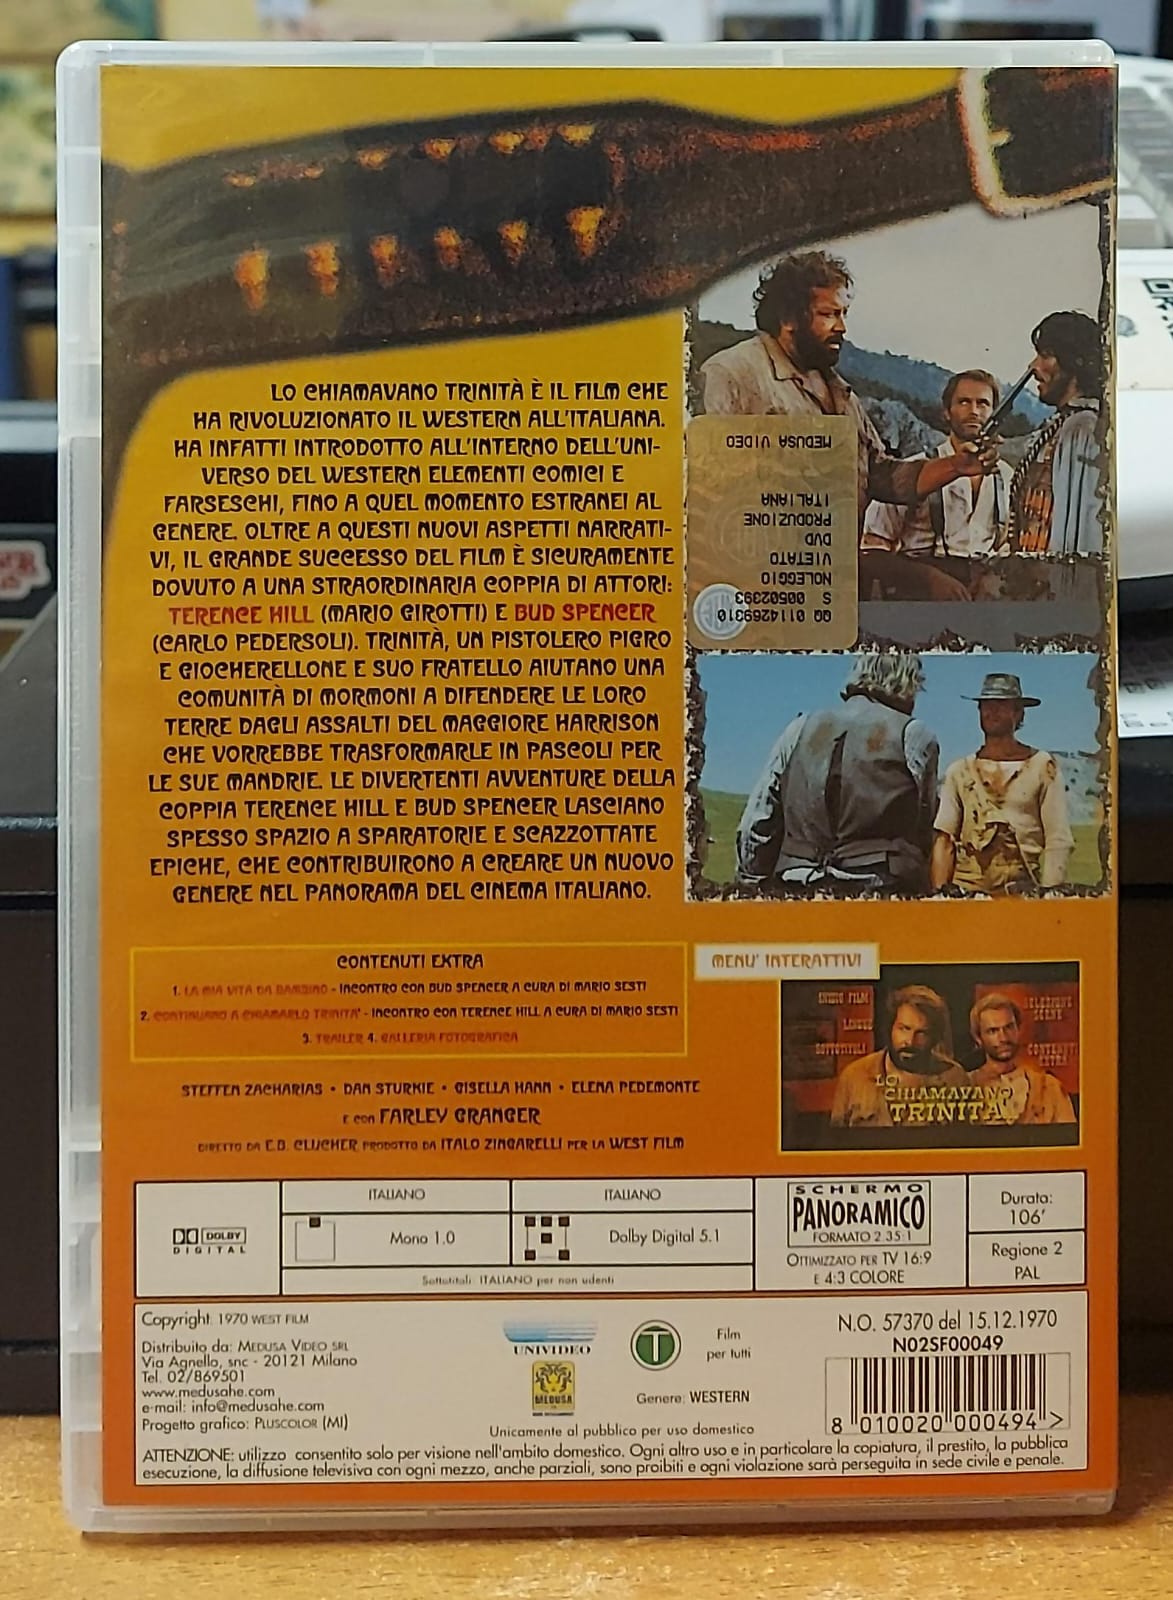 LO CHIAMAVANO TRINITÀ È IL FILM CHE
HA RIVOLUZIONATO IL WESTERN ALL'ITALIANA.
HA INFATTI INTRODOTTO ALL'INTERNO DELL'UNI-
VERSO DEL WESTERN ELEMENTI COMICI E
FARSESCHI, FINO A QUEL MOMENTO ESTRANEI AL
GENERE. OLTRE A QUESTI NUOVI ASPETTI NARRATI-
VI, IL GRANDE SUCCESSO DEL FILM È SICURAMENTE
DOVUTO A UNA STRAORDINARIA COPPIA DI ATTORI:
TERENCE HILL (MARIO GIROTTI) E BUD SPENCER
(CARLO PEDERSOLI). TRINITÀ, UN PISTOLERO PIGRO
E GIOCHERELLONE E SUO FRATELLO AIUTANO UNA
COMUNITÀ DI MORMONI A DIFENDERE LE LORO
TERRE DAGLI ASSALTI DEL MAGGIORE HARRISON
CHE VORREBBE TRASFORMARLE IN PASCOLI PER
LE SUE MANDRIE. LE DIVERTENTI AVVENTURE DELLA
COPPIA TERENCE HILL E BUD SPENCER LASCIANO
SPESSO SPAZIO A SPARATORIE E SCAZZOTTATE
EPICHE, CHE CONTRIBUIRONO A CREARE UN NUOVO
GENERE NEL PANORAMA DEL CINEMA ITALIANO.
QQ 0114269310
S 00502393
NOLEGGIO
VIETATO
DVD
PRODUZIONE
ITALIANA
MEDUSA VIDEO
CONTENUTI EXTRA
1. LA MIA VITA DA BAMBINO - INCONTRO CON BUD SPENCER A CURA DI MARIO SESTI
2. CONTINUANO A CHIAMARLO TRINITA' - INCONTRO CON TERENCE HILL A CURA DI MARIO SESTI
3. TRAILER 4. GALLERIA FOTOGRAFICA
MENU' INTERATTIVI
INIZIO FILM
LINGUE
SOTTOTITOLI
SELEZIONE
SCENE
CONTENUTI
EXTRA
LO
CHIAMAVANO
TRINITÀ
STEFFEN ZACHARIAS • DAN STURKIE • GISELLA HAHN • ELENA PEDEMONTE
E CON FARLEY GRANGER
DIRETTO DA E.B. CLUCHER PRODOTTO DA ITALO ZINGARELLI PER LA WEST FILM
DOLBY
DIGITAL
ITALIANO
Mono 1.0
ITALIANO
Dolby Digital 5.1
Sottotitoli: ITALIANO per non udenti
SCHERMO
PANORAMICO
FORMATO 2.35:1
OTTIMIZZATO PER TV 16:9
E 4:3 COLORE
Durata:
106'
Regione 2
PAL
Copyright: 1970 WEST FILM
Distribuito da: MEDUSA VIDEO SRL
Via Agnello, snc - 20121 Milano
Tel. 02/869501
www.medusahe.com
e-mail: info@medusahe.com
Progetto grafico: PLUSCOLOR (MI)
UNIVIDEO
MEDUSA
T
Film
per tutti
Genere: WESTERN
Unicamente al pubblico per uso domestico
N.O. 57370 del 15.12.1970
N02SF00049
8 010020 000494 >
ATTENZIONE: utilizzo consentito solo per visione nell'ambito domestico. Ogni altro uso e in particolare la copiatura, il prestito, la pubblica
esecuzione, la diffusione televisiva con ogni mezzo, anche parziali, sono proibiti e ogni violazione sarà perseguita in sede civile e penale.